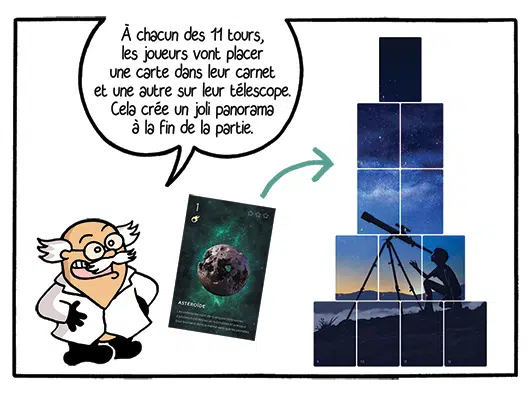 À chacun des 11 tours,
les joueurs vont placer
une carte dans leur carnet
et une autre sur leur télescope.
Cela crée un joli panorama
à la fin de la partie.
1
ASTEROÏDE